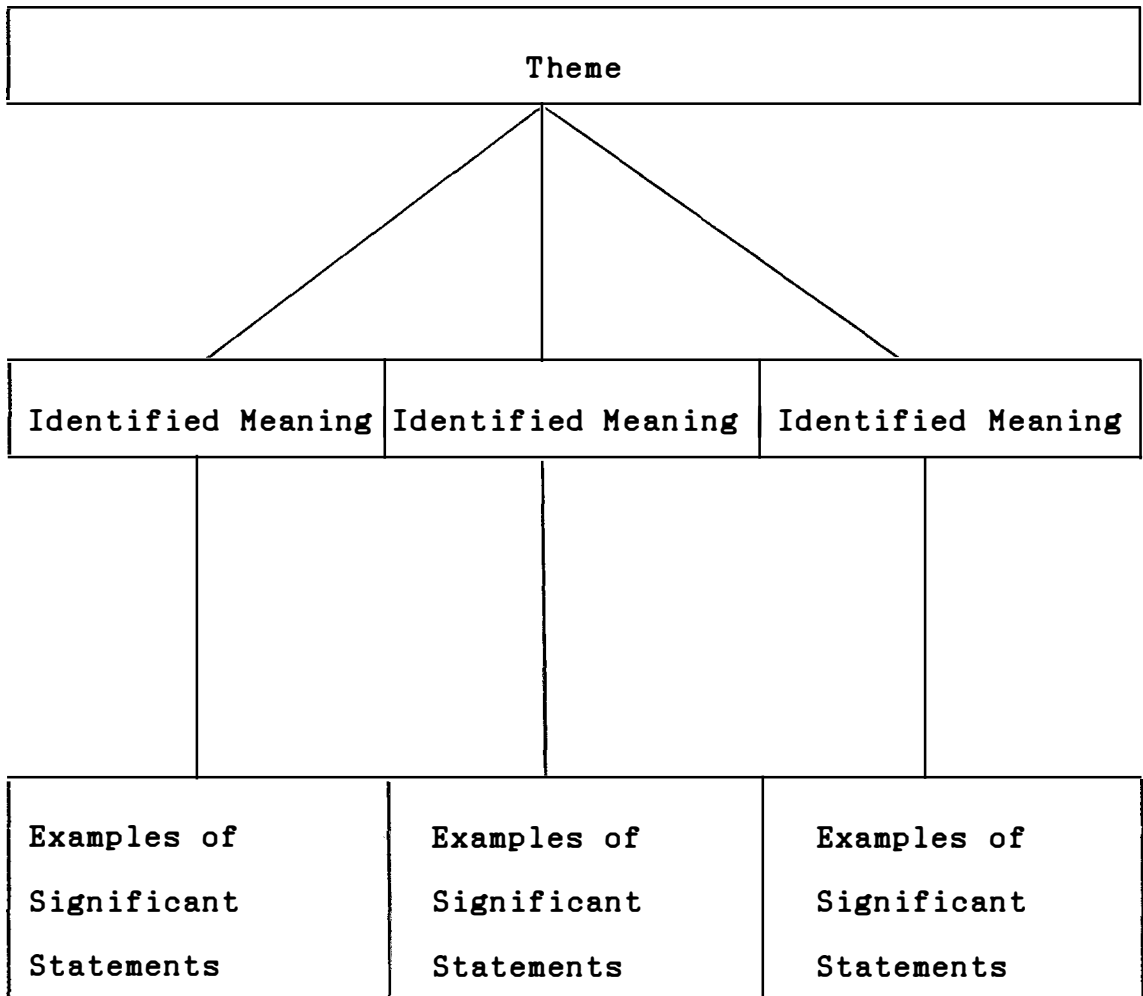 Theme
Identified Meaning Identified Meaning Identified Meaning
Examples of
Significant
Statements
Examples of
Significant
Statements
Examples of
Significant
Statements